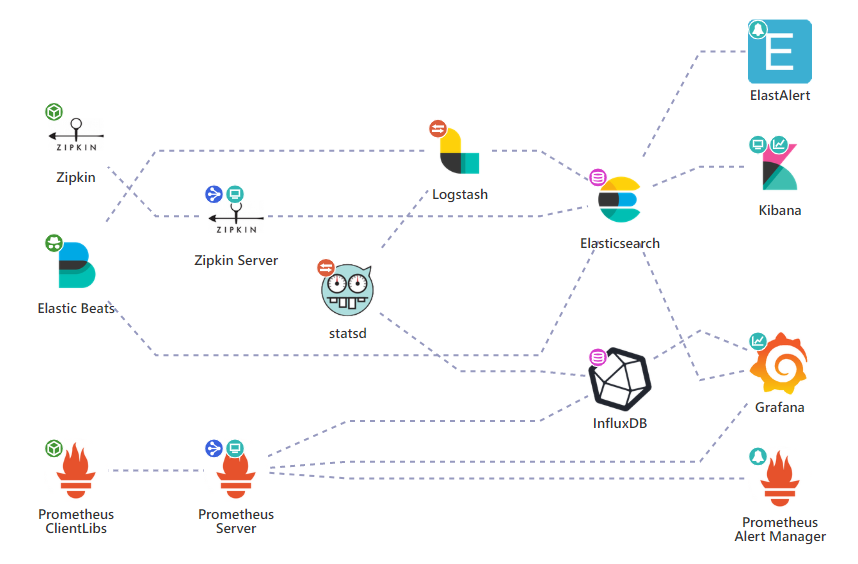 E
ElastAlert
ZIPKIN
Zipkin
Logstash
Kibana
ZIPKIN
Zipkin Server
Elasticsearch
Elastic Beats
statsd
InfluxDB
Grafana
Prometheus
ClientLibs
Prometheus
Server
Prometheus
Alert Manager